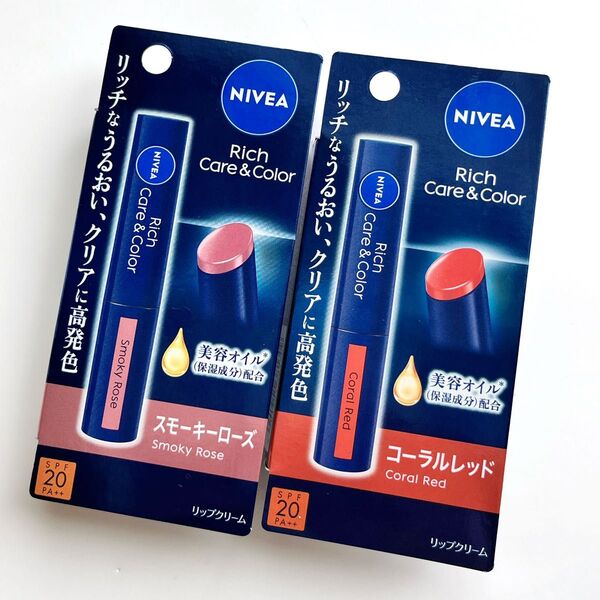 NIVEA
Rich
Care & Color
リッチなうるおい、クリアに高発色
NIVEA
Rich
Care & Color
Smoky Rose
美容オイル*
(保湿成分)配合
スモーキーローズ
Smoky Rose
SPF
20
PA++
リップクリーム
NIVEA
Rich
Care & Color
リッチなうるおい、クリアに高発色
NIVEA
Rich
Care & Color
Coral Red
美容オイル*
(保湿成分)配合
コーラルレッド
Coral Red
SPF
20
PA++
リップクリーム